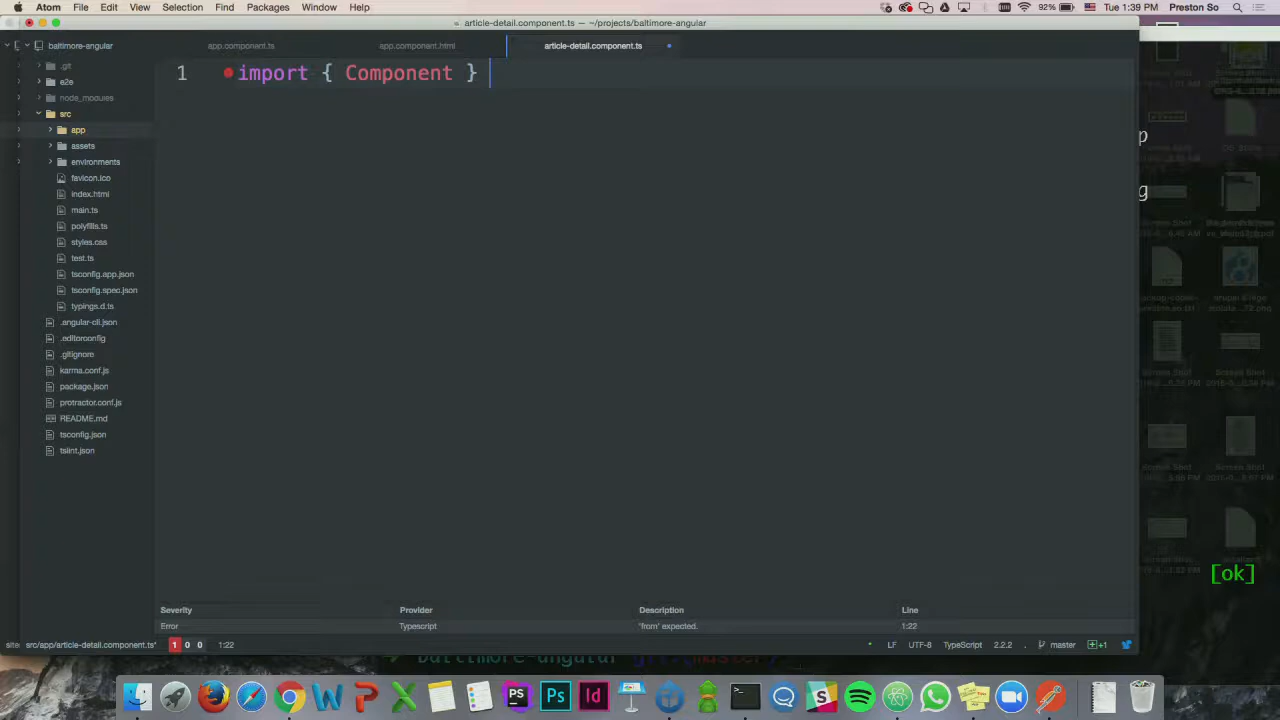 Atom File Edit View Selection Find Packages Window Help 92% Tue 1:39 PM Preston So
article-detail.component.ts — ~/projects/baltimore-angular
baltimore-angular app.component.ts app.component.html article-detail.component.ts
.git
e2e
node_modules
src
app
assets
environments
favicon.ico
index.html
main.ts
polyfills.ts
styles.css
test.ts
tsconfig.app.json
tsconfig.spec.json
typings.d.ts
.angular-cli.json
.editorconfig
.gitignore
karma.conf.js
package.json
protractor.conf.js
README.md
tsconfig.json
tslint.json
1 import { Component }
p
g
[ok]
Severity Provider Description Line
Error Typescript 'from' expected. 1:22
site src/app/article-detail.component.ts* 1 0 0 1:22 LF UTF-8 TypeScript 2.2.2 . master +1
baltimore-angular git:(master)